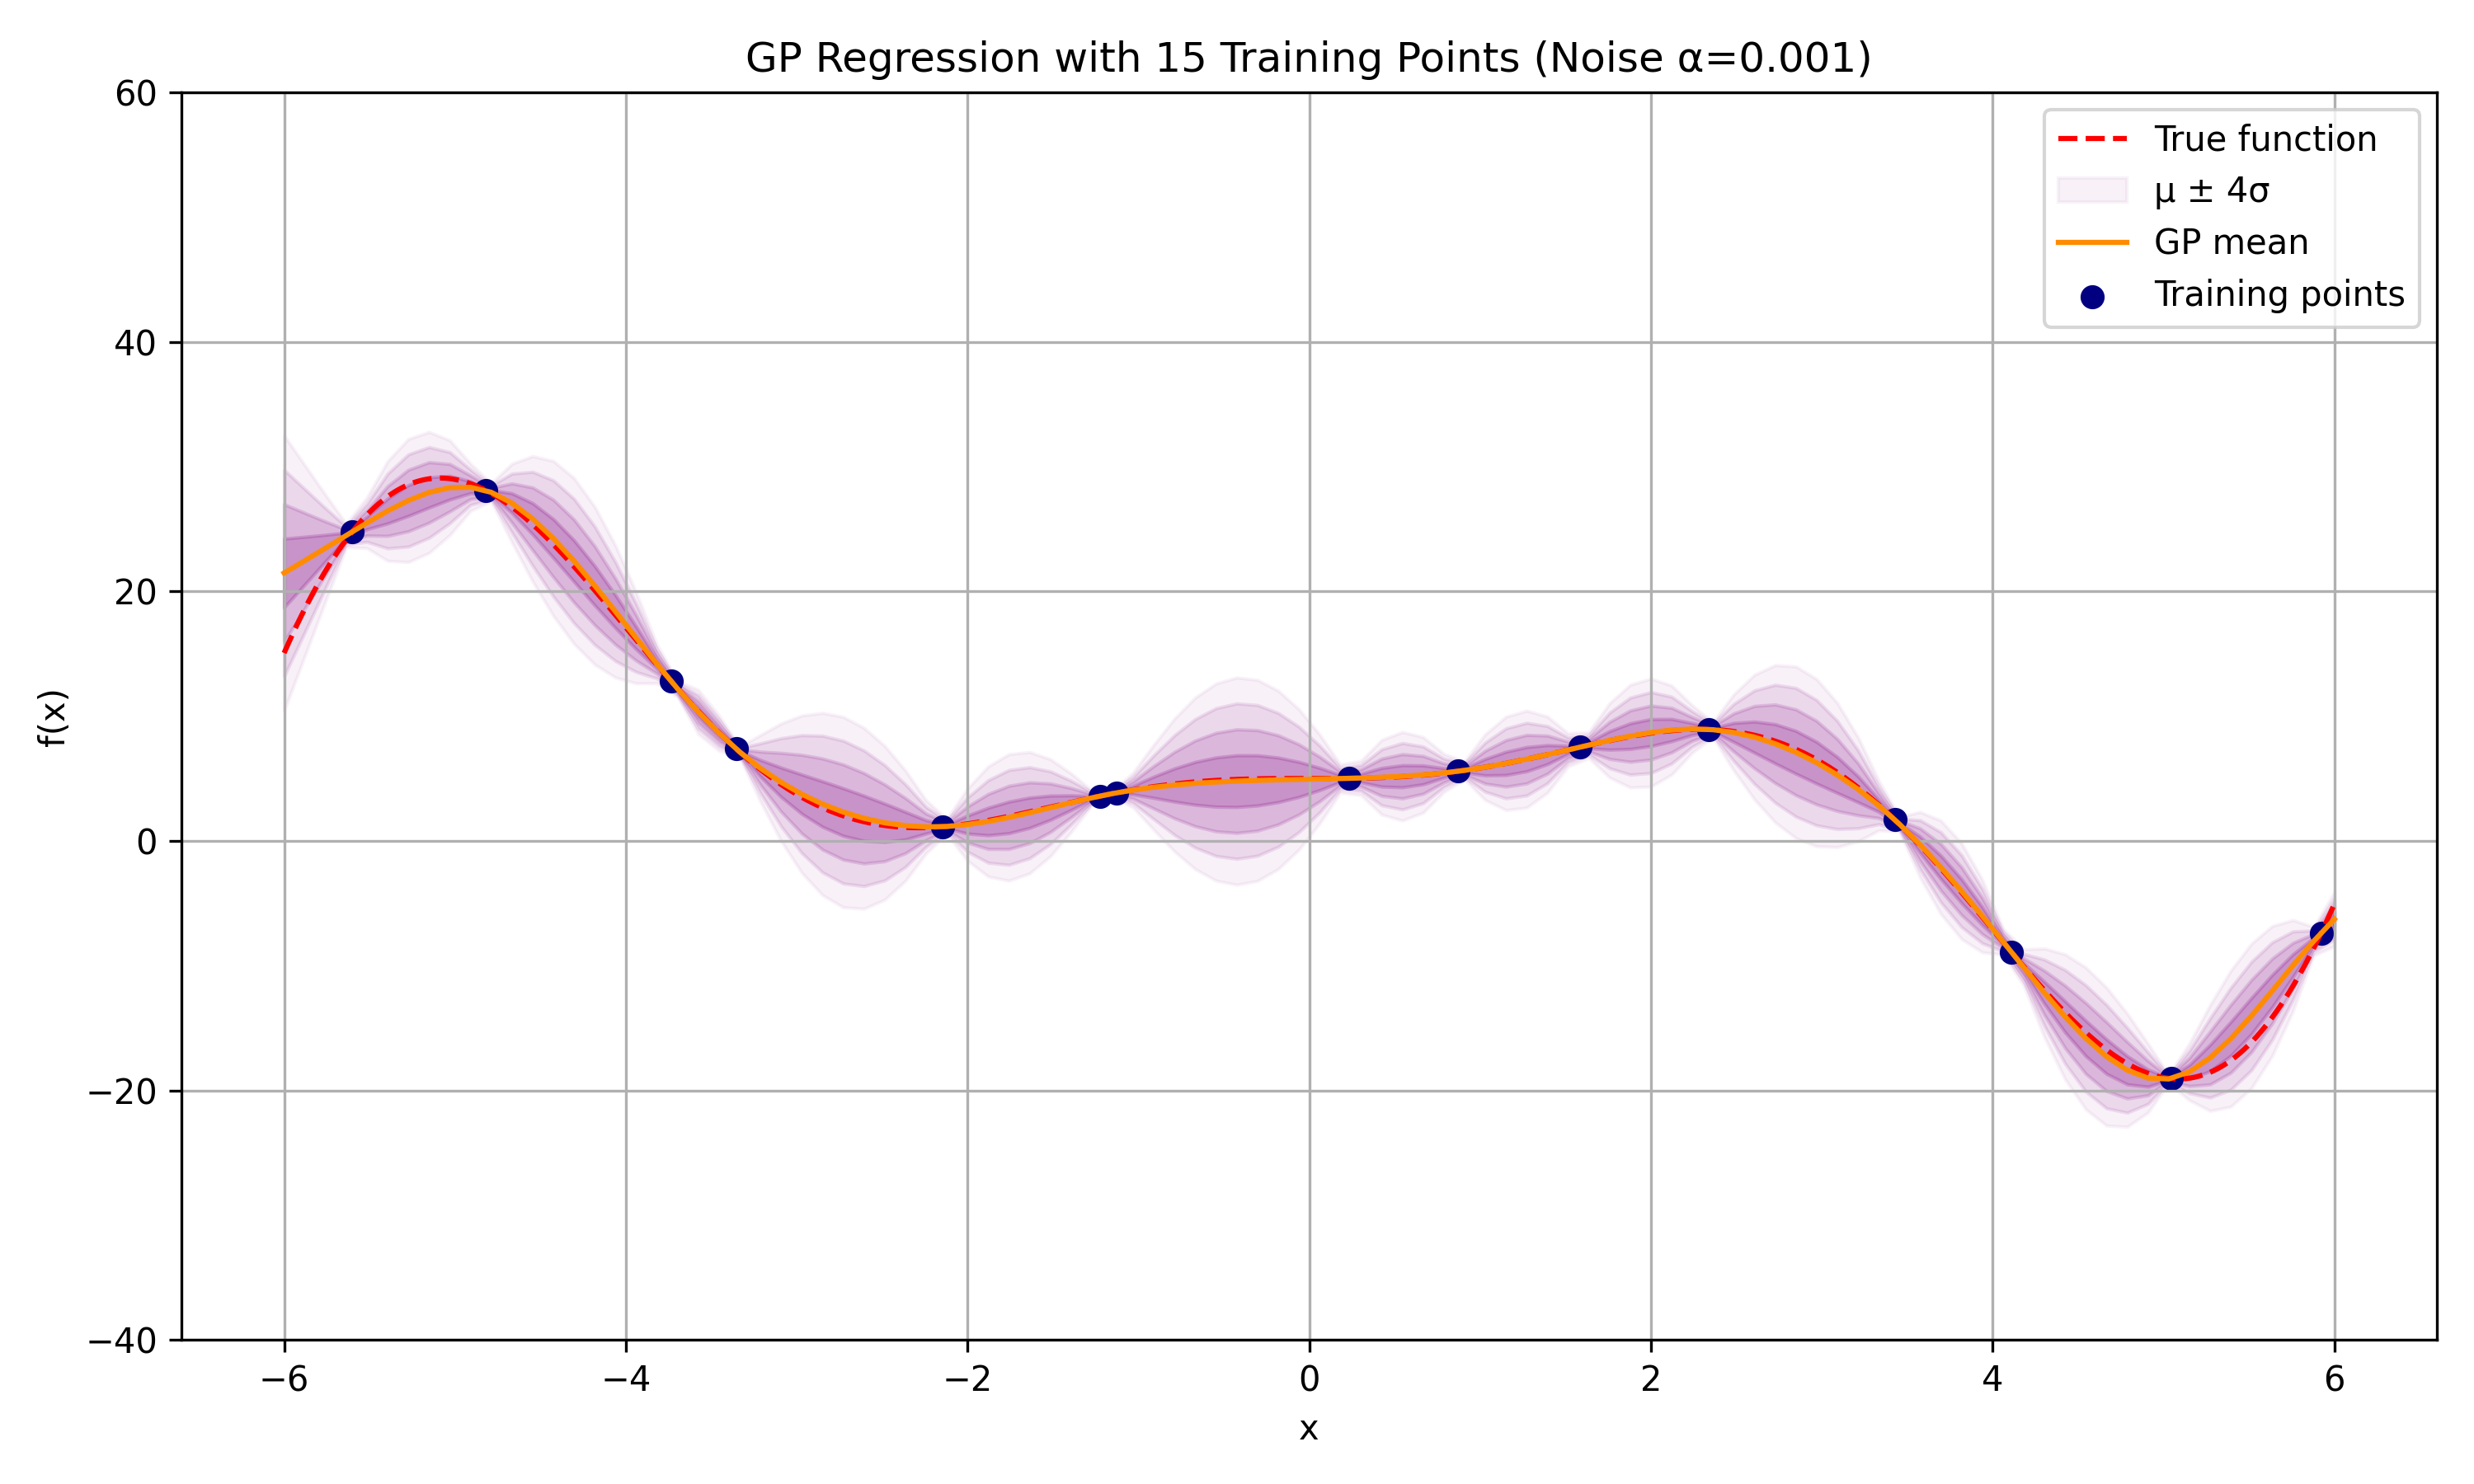 GP Regression with 15 Training Points (Noise α=0.001)
60
40
20
0
−20
−40
f(x)
True function
μ ± 4σ
GP mean
Training points
−6
−4
−2
0
2
4
6
x